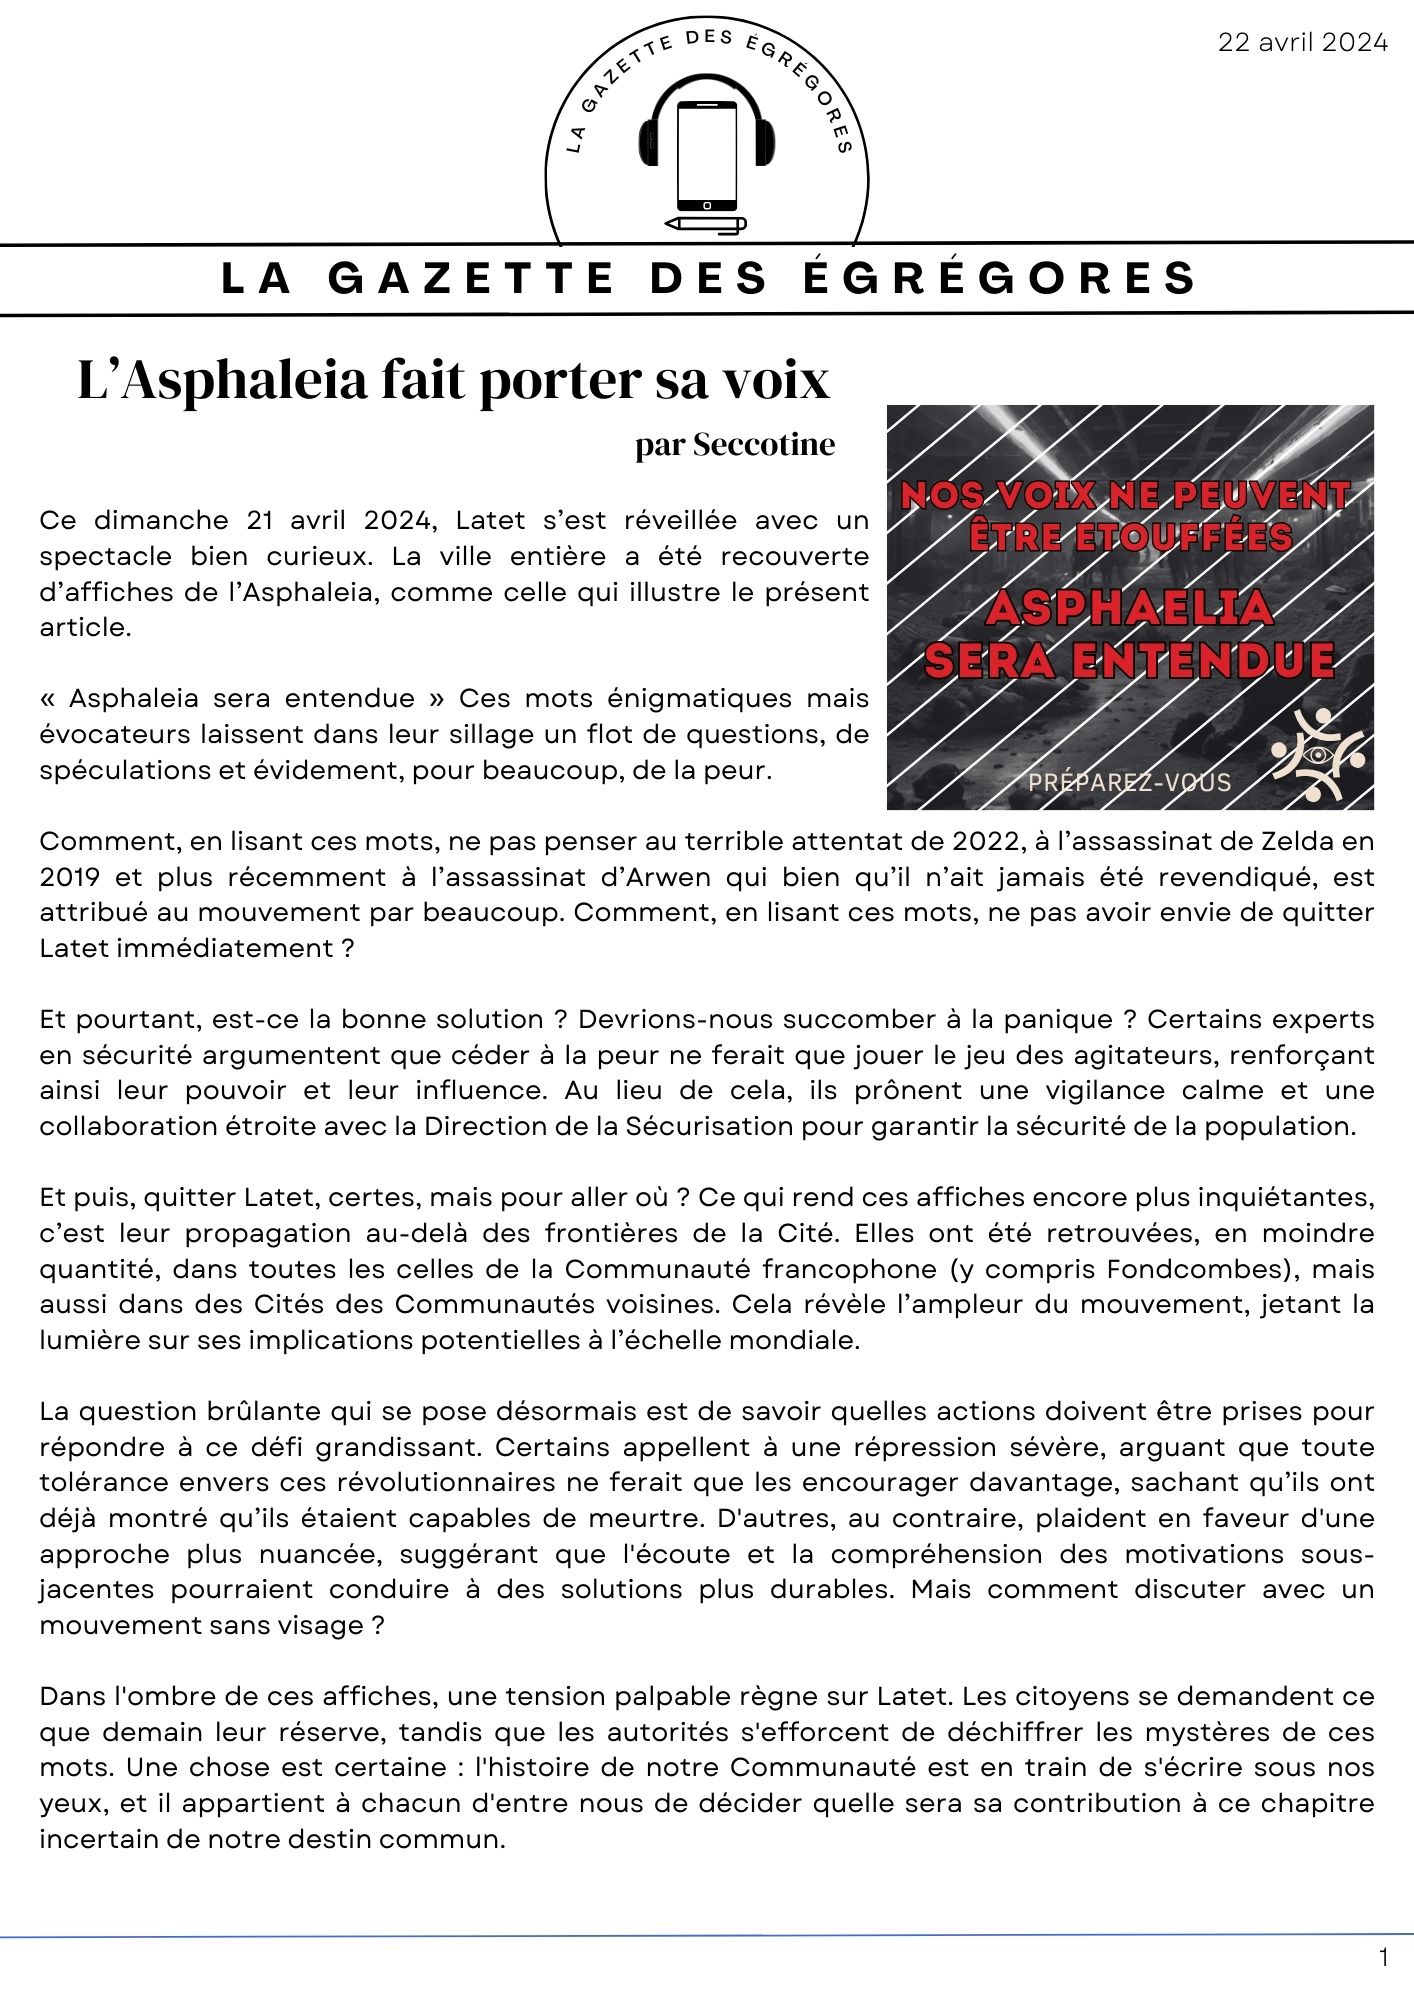 22 avril 2024
LA GAZETTE DES ÉGRÉGORES
LA GAZETTE DES ÉGRÉGORES
L’Asphaleia fait porter sa voix
par Seccotine
Ce dimanche 21 avril 2024, Latet s’est réveillée avec un
spectacle bien curieux. La ville entière a été recouverte
d’affiches de l’Asphaleia, comme celle qui illustre le présent
article.
« Asphaleia sera entendue » Ces mots énigmatiques mais
évocateurs laissent dans leur sillage un flot de questions, de
spéculations et évidement, pour beaucoup, de la peur.
NOS VOIX NE PEUVENT
ÊTRE ETOUFFÉES
ASPHAELIA
SERA ENTENDUE
PRÉPAREZ-VOUS
Comment, en lisant ces mots, ne pas penser au terrible attentat de 2022, à l’assassinat de Zelda en
2019 et plus récemment à l’assassinat d’Arwen qui bien qu’il n’ait jamais été revendiqué, est
attribué au mouvement par beaucoup. Comment, en lisant ces mots, ne pas avoir envie de quitter
Latet immédiatement ?
Et pourtant, est-ce la bonne solution ? Devrions-nous succomber à la panique ? Certains experts
en sécurité argumentent que céder à la peur ne ferait que jouer le jeu des agitateurs, renforçant
ainsi leur pouvoir et leur influence. Au lieu de cela, ils prônent une vigilance calme et une
collaboration étroite avec la Direction de la Sécurisation pour garantir la sécurité de la population.
Et puis, quitter Latet, certes, mais pour aller où ? Ce qui rend ces affiches encore plus inquiétantes,
c’est leur propagation au-delà des frontières de la Cité. Elles ont été retrouvées, en moindre
quantité, dans toutes les celles de la Communauté francophone (y compris Fondcombes), mais
aussi dans des Cités des Communautés voisines. Cela révèle l’ampleur du mouvement, jetant la
lumière sur ses implications potentielles à l’échelle mondiale.
La question brûlante qui se pose désormais est de savoir quelles actions doivent être prises pour
répondre à ce défi grandissant. Certains appellent à une répression sévère, arguant que toute
tolérance envers ces révolutionnaires ne ferait que les encourager davantage, sachant qu’ils ont
déjà montré qu’ils étaient capables de meurtre. D'autres, au contraire, plaident en faveur d'une
approche plus nuancée, suggérant que l'écoute et la compréhension des motivations sous-
jacentes pourraient conduire à des solutions plus durables. Mais comment discuter avec un
mouvement sans visage ?
Dans l'ombre de ces affiches, une tension palpable règne sur Latet. Les citoyens se demandent ce
que demain leur réserve, tandis que les autorités s'efforcent de déchiffrer les mystères de ces
mots. Une chose est certaine : l'histoire de notre Communauté est en train de s'écrire sous nos
yeux, et il appartient à chacun d'entre nous de décider quelle sera sa contribution à ce chapitre
incertain de notre destin commun.
1